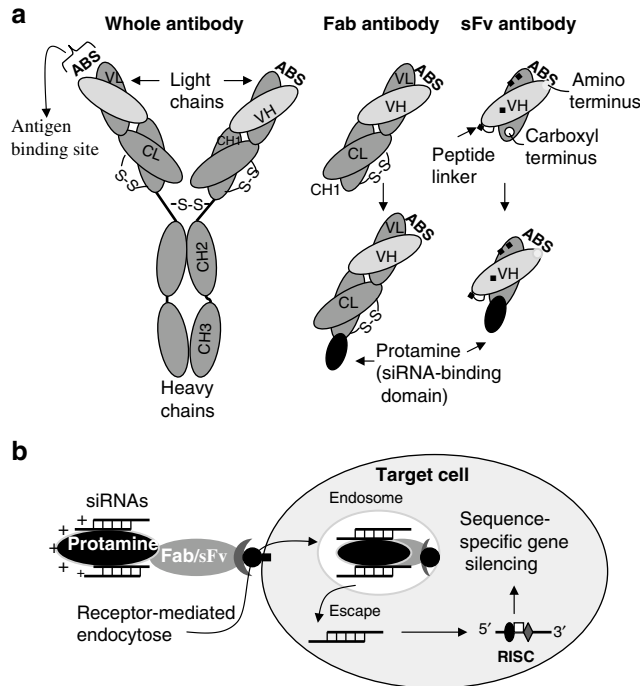 a
Whole antibody
Fab antibody
sFv antibody
ABS
VL
Light
chains
ABS
VH
CH1
CL
S-S
S-S
-S-S-
Antigen
binding site
CH2
CH3
Heavy
chains
VL
ABS
VH
CL
CH1
S-S
ABS
VH
Amino
terminus
Peptide
linker
Carboxyl
terminus
VL
ABS
VH
CL
S-S
ABS
VH
Protamine
(siRNA-binding
domain)
b
Target cell
siRNAs
Endosome
+
+
+
+
+
+
Protamine
Fab/sFv
Sequence-
specific gene
silencing
Receptor-mediated
endocytose
Escape
5′
3′
RISC